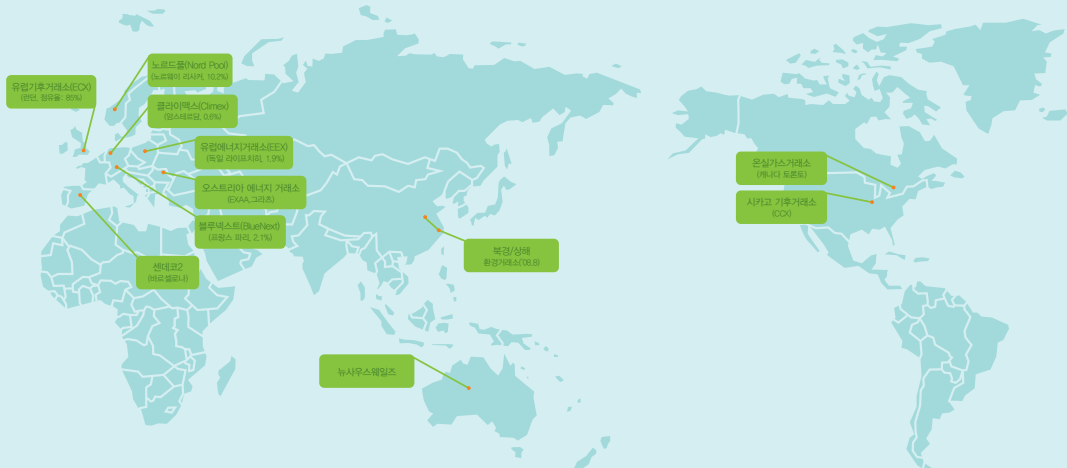 노르드풀(Nord Pool)
(노르웨이 리사커, 10.2%)
유럽기후거래소(ECX)
(런던, 점유율: 85%)
클라이멕스(Climex)
(암스테르담, 0.6%)
유럽에너지거래소(EEX)
(독일 라이프치히, 1.9%)
오스트리아 에너지 거래소
(EXAA,그라츠)
블루넥스트(BlueNext)
(프랑스 파리, 2.1%)
센데코2
(바르셀로나)
북경/상해
환경거래소('08.8)
뉴사우스웨일즈
온실가스거래소
(캐나다 토론토)
시카고 기후거래소
(CCX)